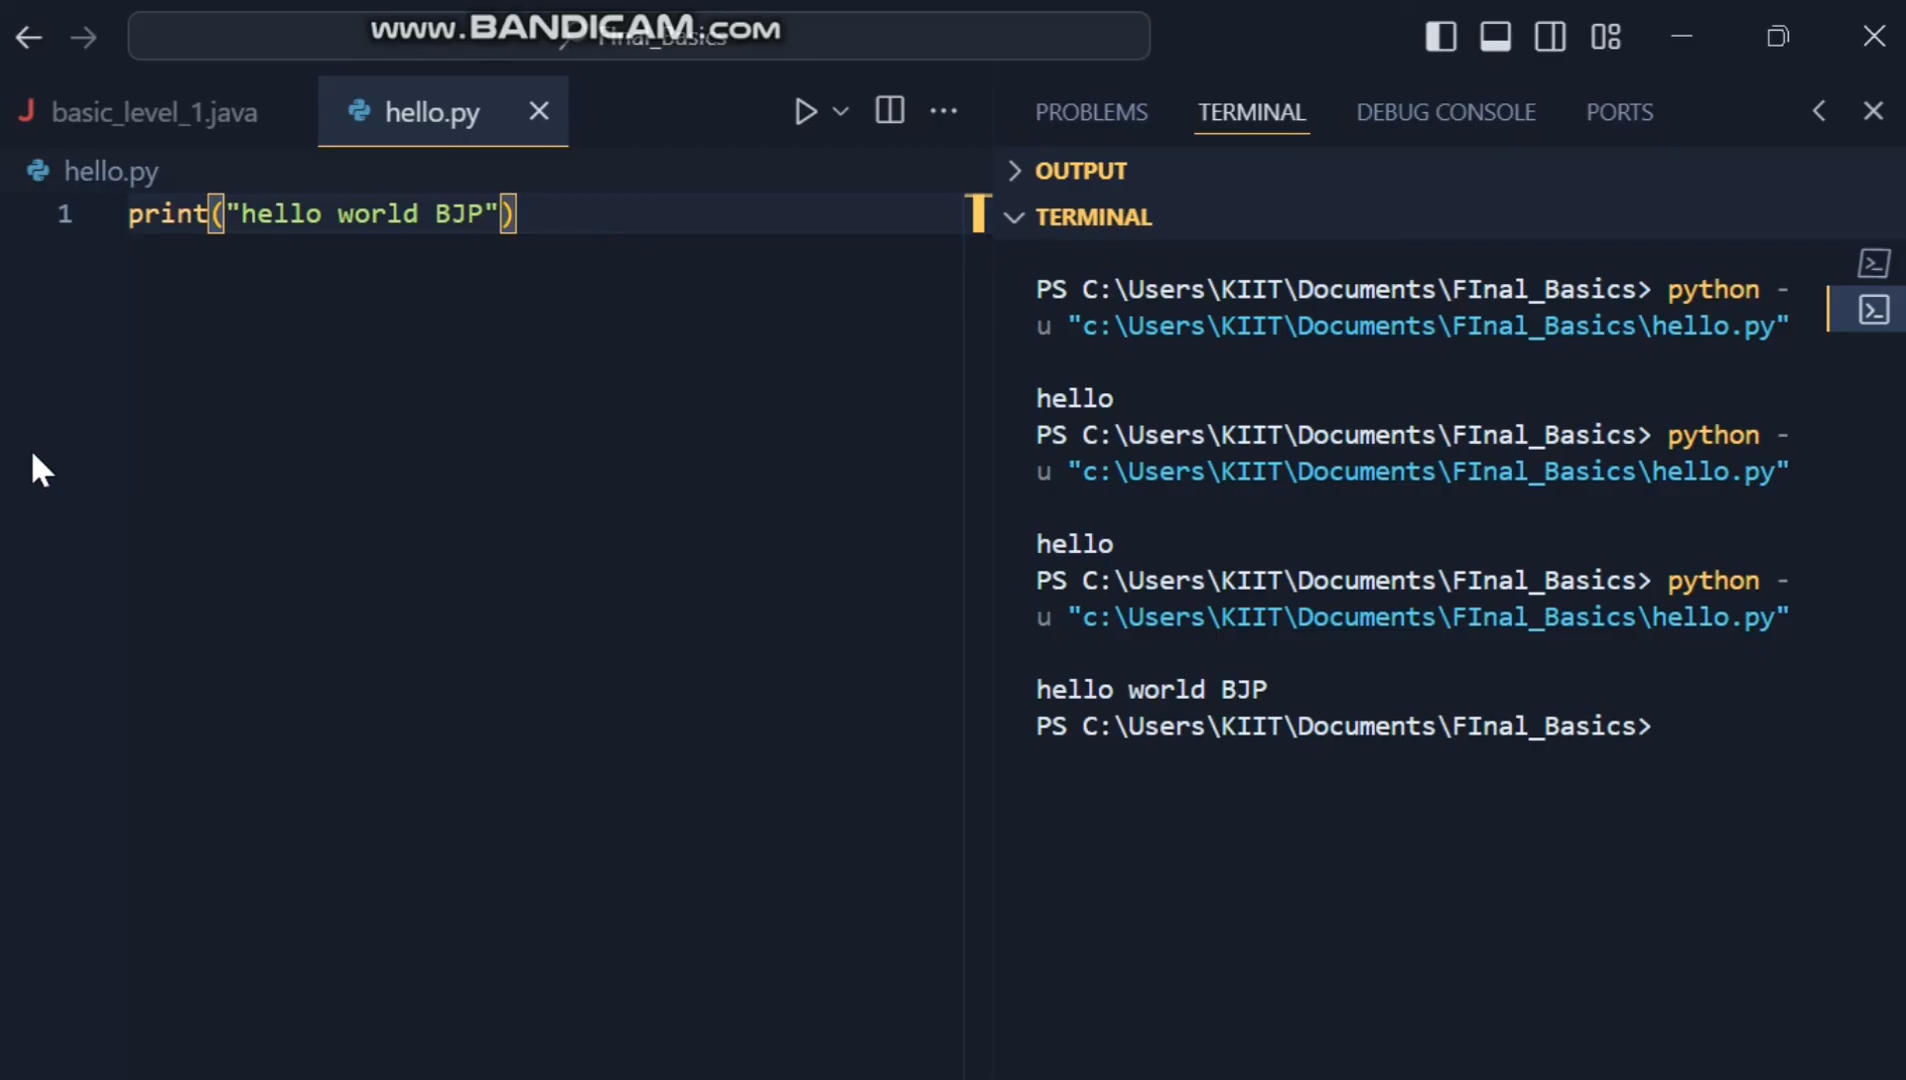 www.BANDICAM.com
FInal_Basics
basic_level_1.java
hello.py
PROBLEMS
TERMINAL
DEBUG CONSOLE
PORTS
hello.py
1 print("hello world BJP")
OUTPUT
TERMINAL
PS C:\Users\KIIT\Documents\FInal_Basics> python -
u "c:\Users\KIIT\Documents\FInal_Basics\hello.py"
hello
PS C:\Users\KIIT\Documents\FInal_Basics> python -
u "c:\Users\KIIT\Documents\FInal_Basics\hello.py"
hello
PS C:\Users\KIIT\Documents\FInal_Basics> python -
u "c:\Users\KIIT\Documents\FInal_Basics\hello.py"
hello world BJP
PS C:\Users\KIIT\Documents\FInal_Basics>